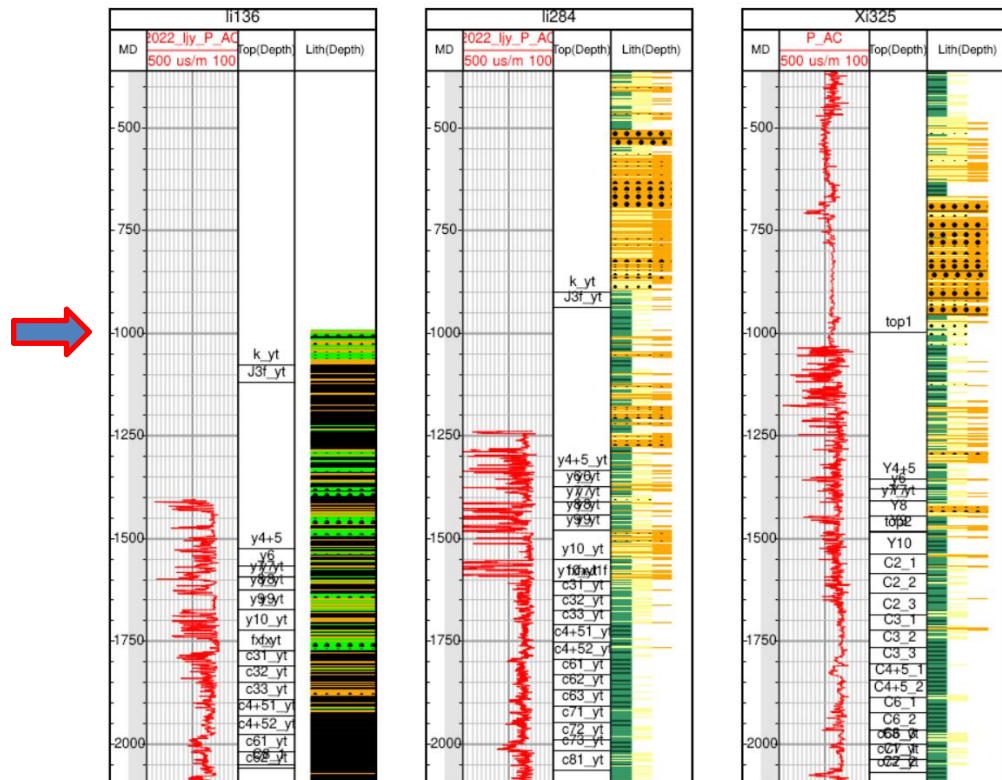 li136
2022_ljy_P_AC
MD
Top(Depth)
Lith(Depth)
500 us/m 100
500
750
1000
1250
1500
1750
2000
k_yt
J3f_yt
y4+5
y6
y10_yt
c31_yt
c32_yt
c33_yt
c4+51_yt
c4+52_yt
c61_yt
li284
2022_ljy_P_AC
MD
Top(Depth)
Lith(Depth)
500 us/m 100
500
750
1000
1250
1500
1750
2000
k_yt
J3f_yt
y4+5_yt
y10_yt
c31_yt
c32_yt
c33_yt
c4+51_yt
c4+52_yt
c61_yt
c62_yt
c63_yt
c71_yt
c72_yt
c73_yt
c81_yt
Xi325
P_AC
MD
Top(Depth)
Lith(Depth)
500 us/m 100
500
750
1000
1250
1500
1750
2000
top1
Y4+5
y6
Y8
Y10
C2_1
C2_2
C2_3
C3_1
C3_2
C3_3
C4+5_1
C4+5_2
C6_1
C6_2